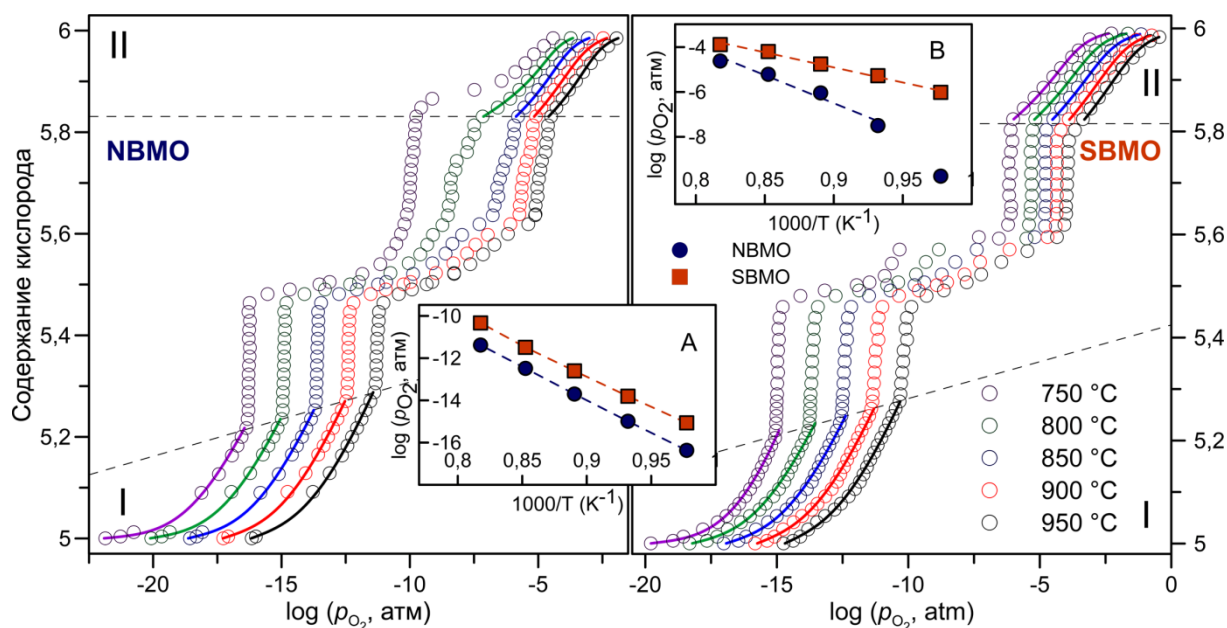 II
NBMO
I
Содержание кислорода
6
5,8
5,6
5,4
5,2
5
-20
-15
-10
-5
log (pO2, атм)
A
-10
-12
-14
-16
log (pO2, атм)
0,8
0,85
0,9
0,95
1000/T (K-1)
B
-4
-6
-8
log (pO2, атм)
0,8
0,85
0,9
0,95
1
1000/T (K-1)
NBMO
SBMO
II
SBMO
750 °C
800 °C
850 °C
900 °C
950 °C
I
6
5,8
5,6
5,4
5,2
5
-20
-15
-10
-5
0
log (pO2, atm)